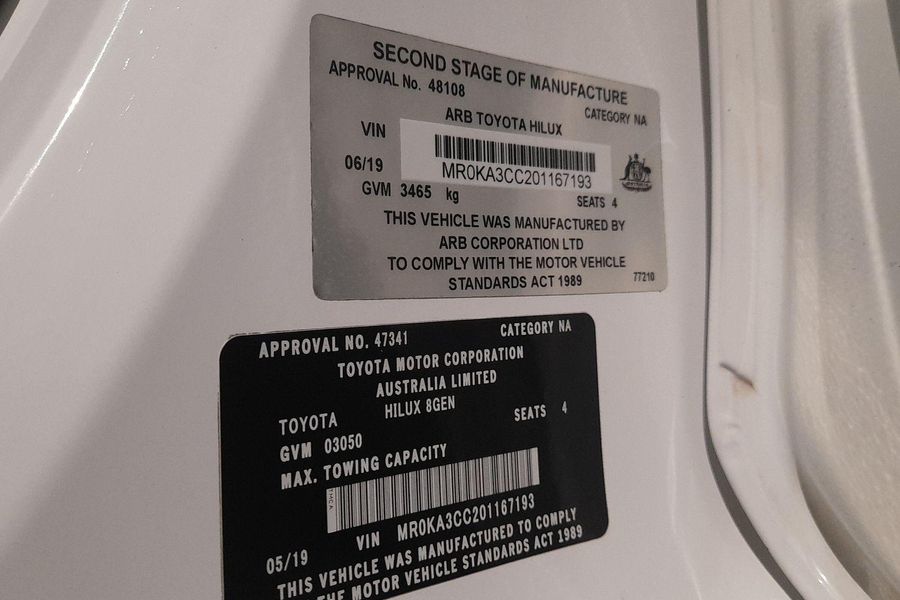 SECOND STAGE OF MANUFACTURE
APPROVAL No. 48108
CATEGORY NA
ARB TOYOTA HILUX
VIN
06/19
MR0KA3CC201167193
GVM 3465 kg
SEATS 4
THIS VEHICLE WAS MANUFACTURED BY
ARB CORPORATION LTD
TO COMPLY WITH THE MOTOR VEHICLE
STANDARDS ACT 1989
77210
APPROVAL NO. 47341
CATEGORY NA
TOYOTA MOTOR CORPORATION
AUSTRALIA LIMITED
TOYOTA
HILUX 8GEN
SEATS 4
GVM 03050
MAX. TOWING CAPACITY
TMCA
05/19
VIN MR0KA3CC201167193
THIS VEHICLE WAS MANUFACTURED TO COMPLY
THE MOTOR VEHICLE STANDARDS ACT 1989